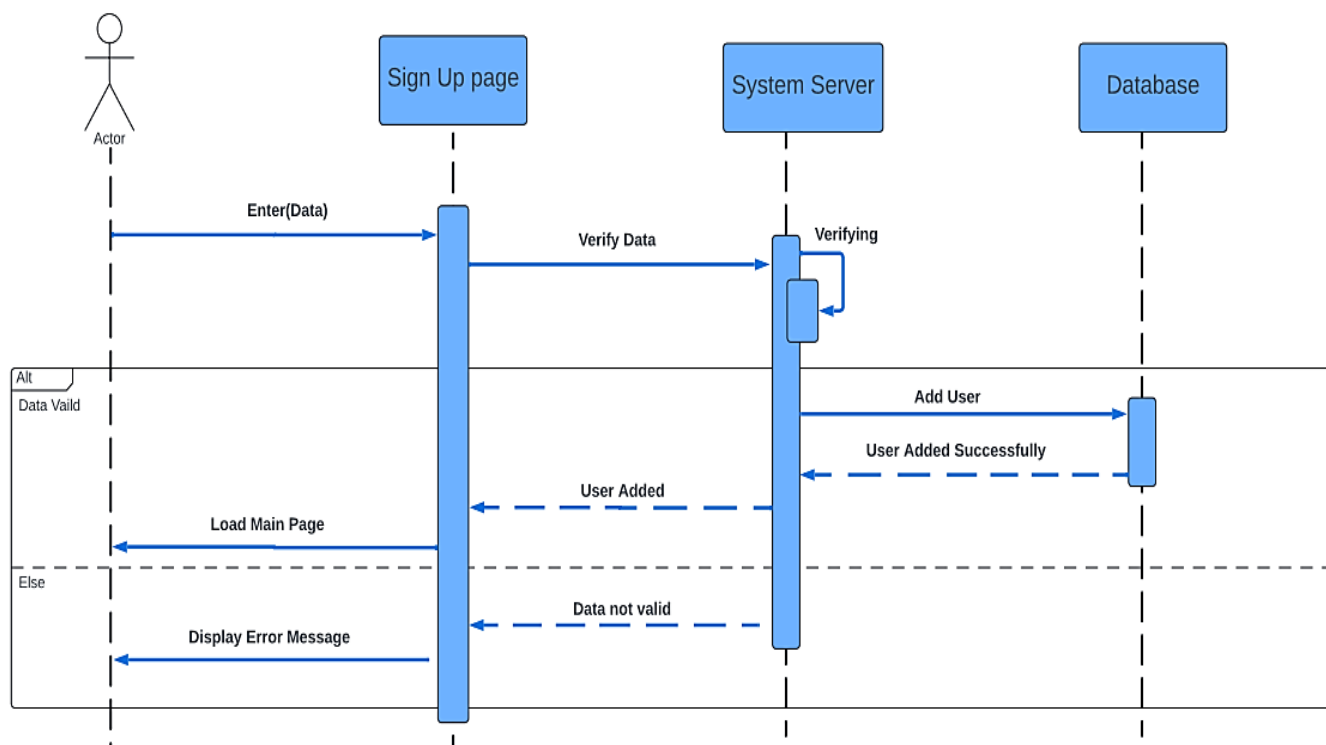 Sign Up page
System Server
Database
Actor
Enter(Data)
Verify Data
Verifying
Alt
Data Vaild
Add User
User Added Successfully
User Added
Load Main Page
Else
Data not valid
Display Error Message